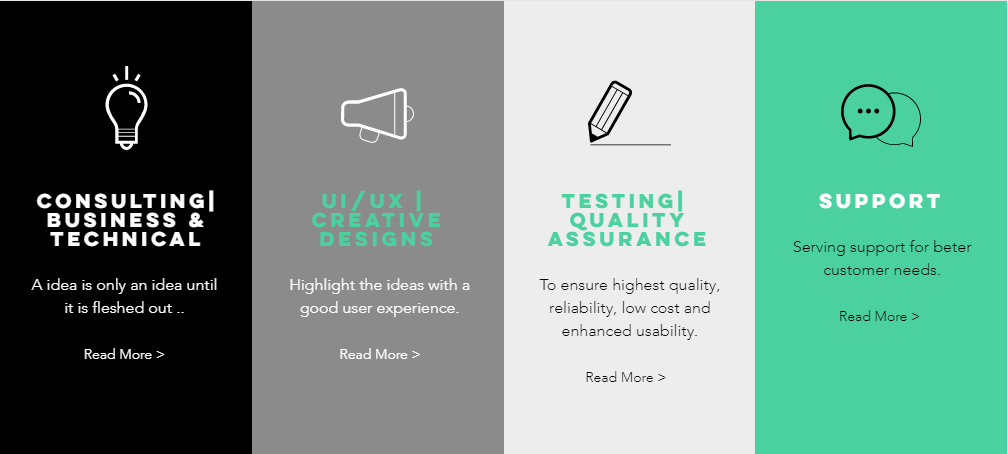 CONSULTING|
BUSINESS &
TECHNICAL
A idea is only an idea until
it is fleshed out ..
Read More >
UI/UX |
CREATIVE
DESIGNS
Highlight the ideas with a
good user experience.
Read More >
TESTING|
QUALITY
ASSURANCE
To ensure highest quality,
reliability, low cost and
enhanced usability.
Read More >
SUPPORT
Serving support for beter
customer needs.
Read More >